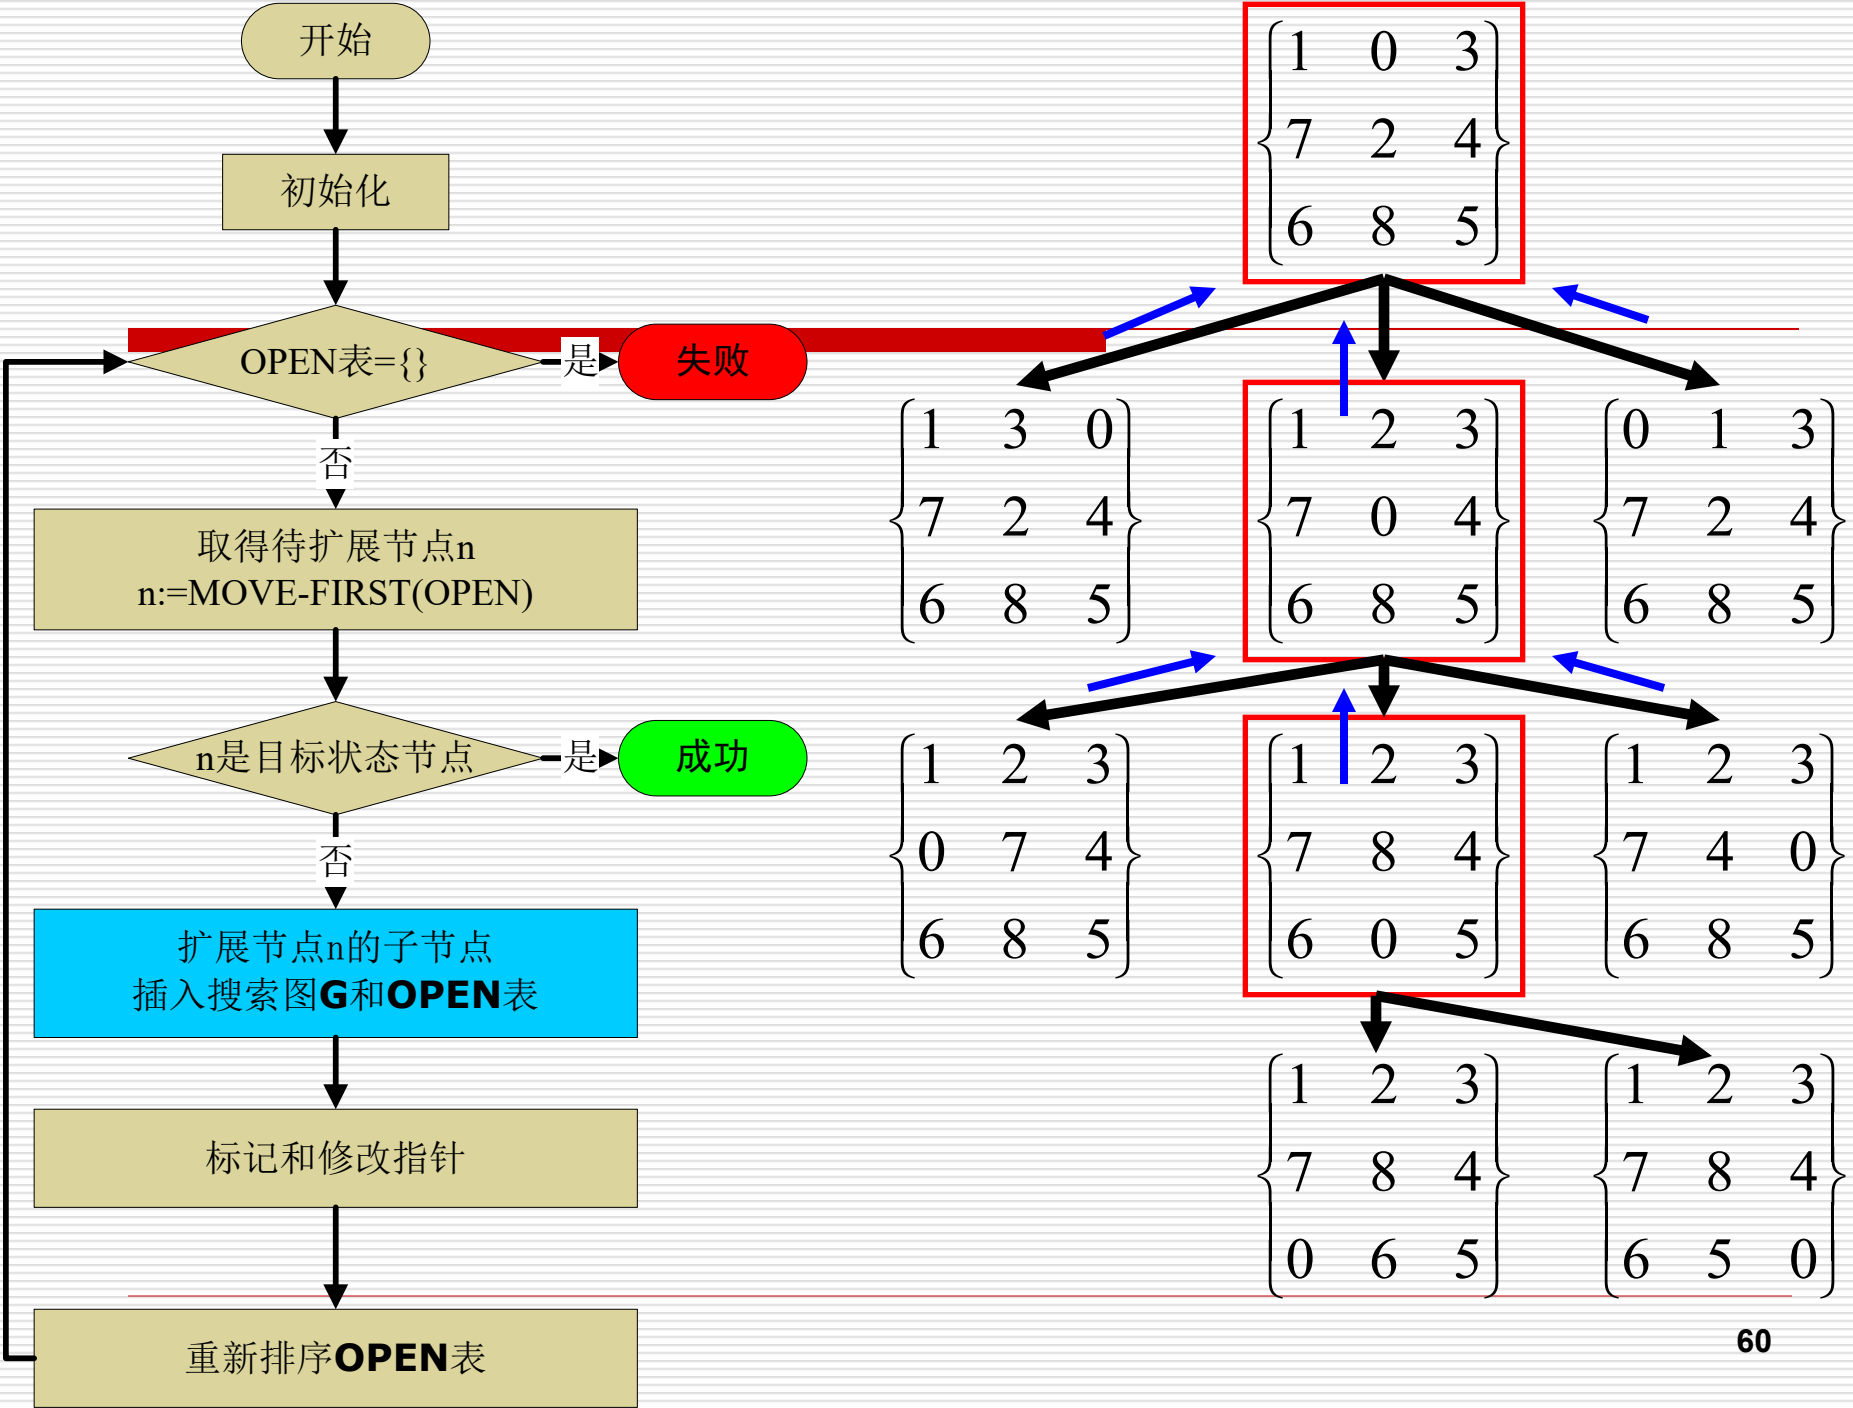 开始
初始化
OPEN表={}
是
失败
否
取得待扩展节点n
n:=MOVE-FIRST(OPEN)
n是目标状态节点
是
成功
否
扩展节点n的子节点
插入搜索图G和OPEN表
标记和修改指针
重新排序OPEN表
1 0 3
7 2 4
6 8 5
1 3 0
7 2 4
6 8 5
1 2 3
7 0 4
6 8 5
0 1 3
7 2 4
6 8 5
1 2 3
0 7 4
6 8 5
1 2 3
7 8 4
6 0 5
1 2 3
7 4 0
6 8 5
1 2 3
7 8 4
0 6 5
1 2 3
7 8 4
6 5 0
60